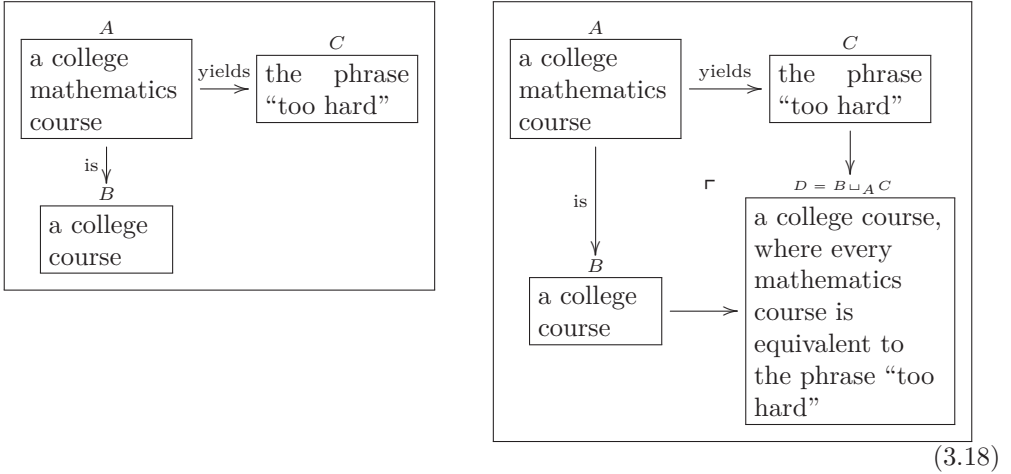 A
a college
mathematics
course
yields
C
the phrase
“too hard”
is
B
a college
course
A
a college
mathematics
course
yields
C
the phrase
“too hard”
is
⌜
D = B ⊔_A C
a college course,
where every
mathematics
course is
equivalent to
the phrase “too
hard”
B
a college
course
(3.18)